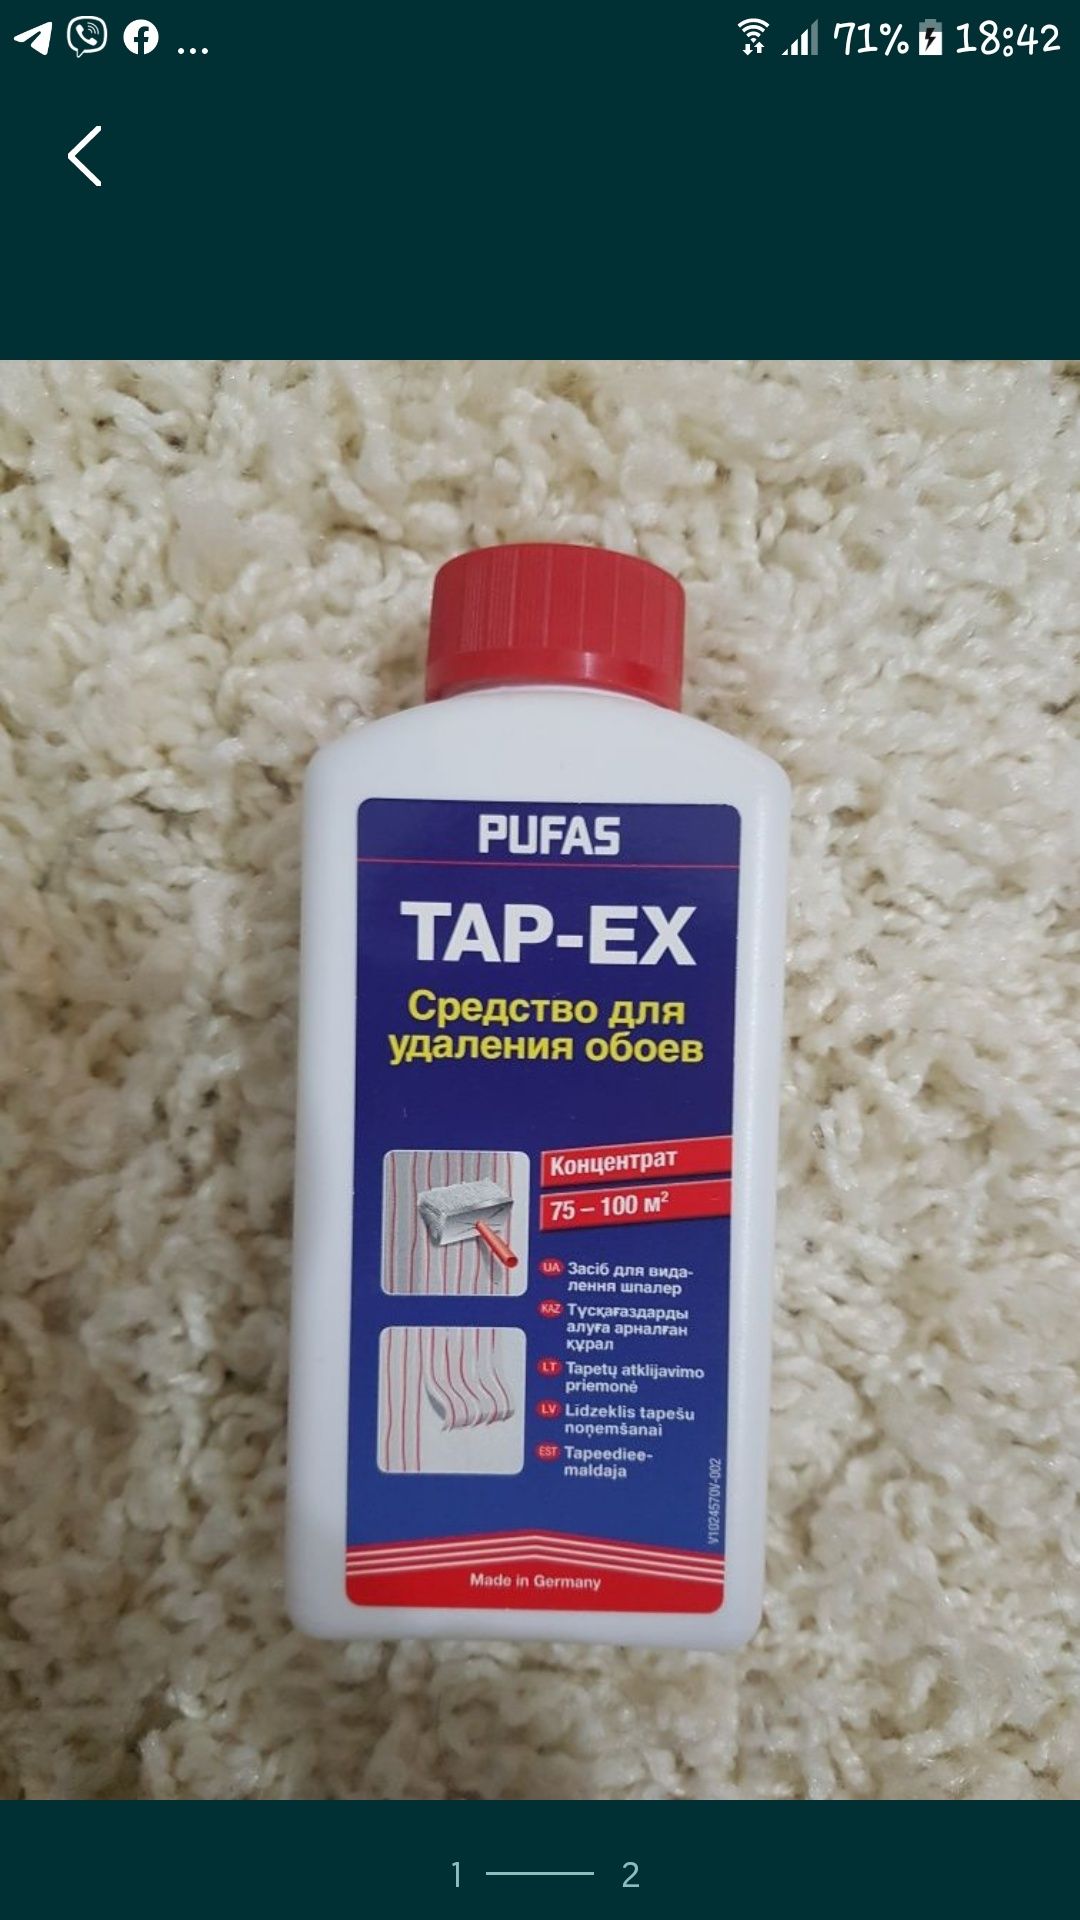 ... 71% 18:42
PUFAS
TAP-EX
Средство для
удаления обоев
Концентрат
75 – 100 м²
UA Засіб для вида-
лення шпалер
KAZ Тұсқағаздарды
алуға арналған
құрал
LT Tapetų atklijavimo
priemonė
LV Līdzeklis tapešu
noņemšanai
EST Tapeediee-
maldaja
V1024570V-002
Made in Germany
1 2